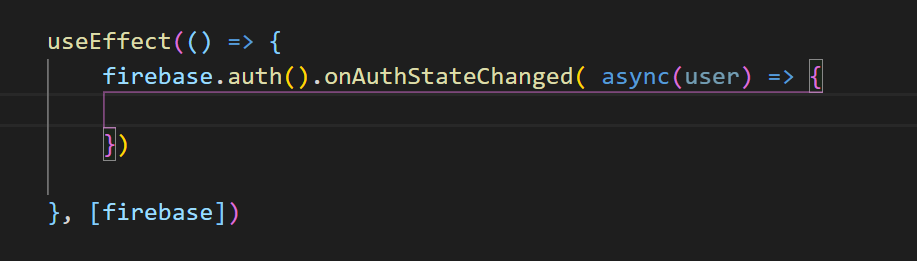 useEffect(() => {
firebase.auth().onAuthStateChanged( async(user) => {
})
}, [firebase])